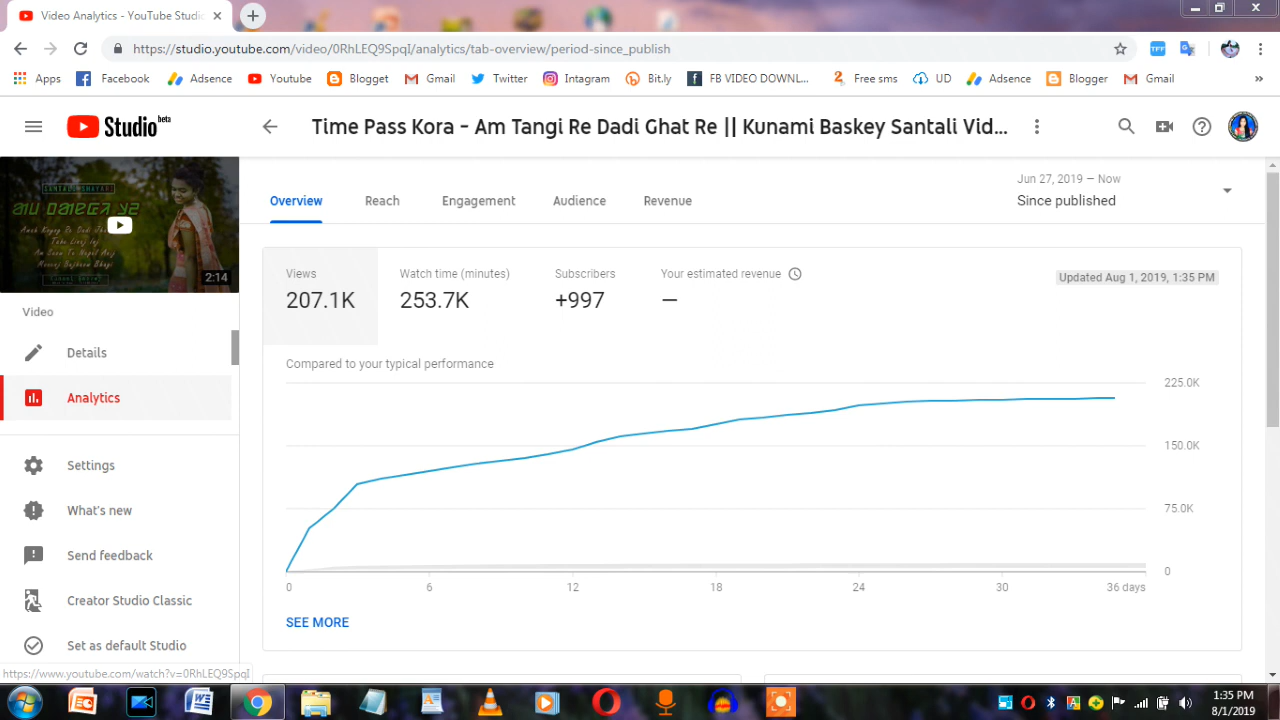 Video Analytics - YouTube Studio
https://studio.youtube.com/video/0RhLEQ9SpqI/analytics/tab-overview/period-since_publish
Apps Facebook Adsence Youtube Blogget Gmail Twitter Intagram Bit.ly FB VIDEO DOWNL... Free sms UD Adsence Blogger Gmail »
Studio beta
Time Pass Kora - Am Tangi Re Dadi Ghat Re || Kunami Baskey Santali Vid...
SANTALI SHAYARI
2:14
Video
Details
Analytics
Settings
What's new
Send feedback
Creator Studio Classic
Set as default Studio
https://www.youtube.com/watch?v=0RhLEQ9SpqI
Overview Reach Engagement Audience Revenue
Jun 27, 2019 — Now
Since published
Views Watch time (minutes) Subscribers Your estimated revenue
207.1K 253.7K +997 —
Updated Aug 1, 2019, 1:35 PM
Compared to your typical performance
225.0K
150.0K
75.0K
0
0 6 12 18 24 30 36 days
SEE MORE
1:35 PM
8/1/2019